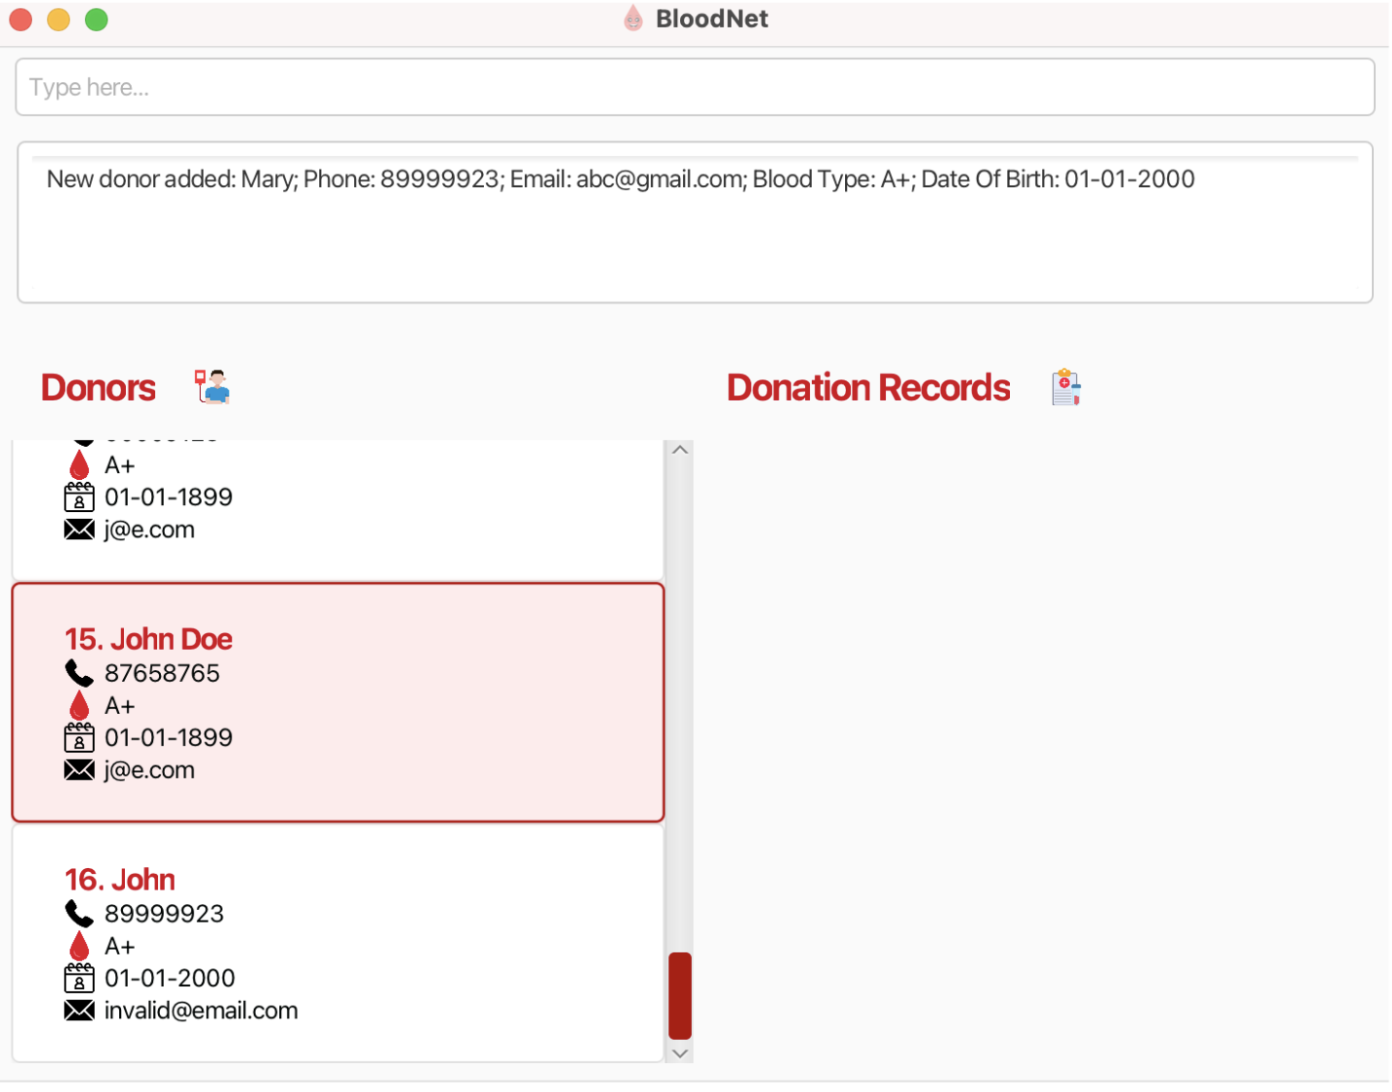 BloodNet
Type here...
New donor added: Mary; Phone: 89999923; Email: abc@gmail.com; Blood Type: A+; Date Of Birth: 01-01-2000
Donors
Donation Records
A+
01-01-1899
j@e.com
15. John Doe
87658765
A+
01-01-1899
j@e.com
16. John
89999923
A+
01-01-2000
invalid@email.com